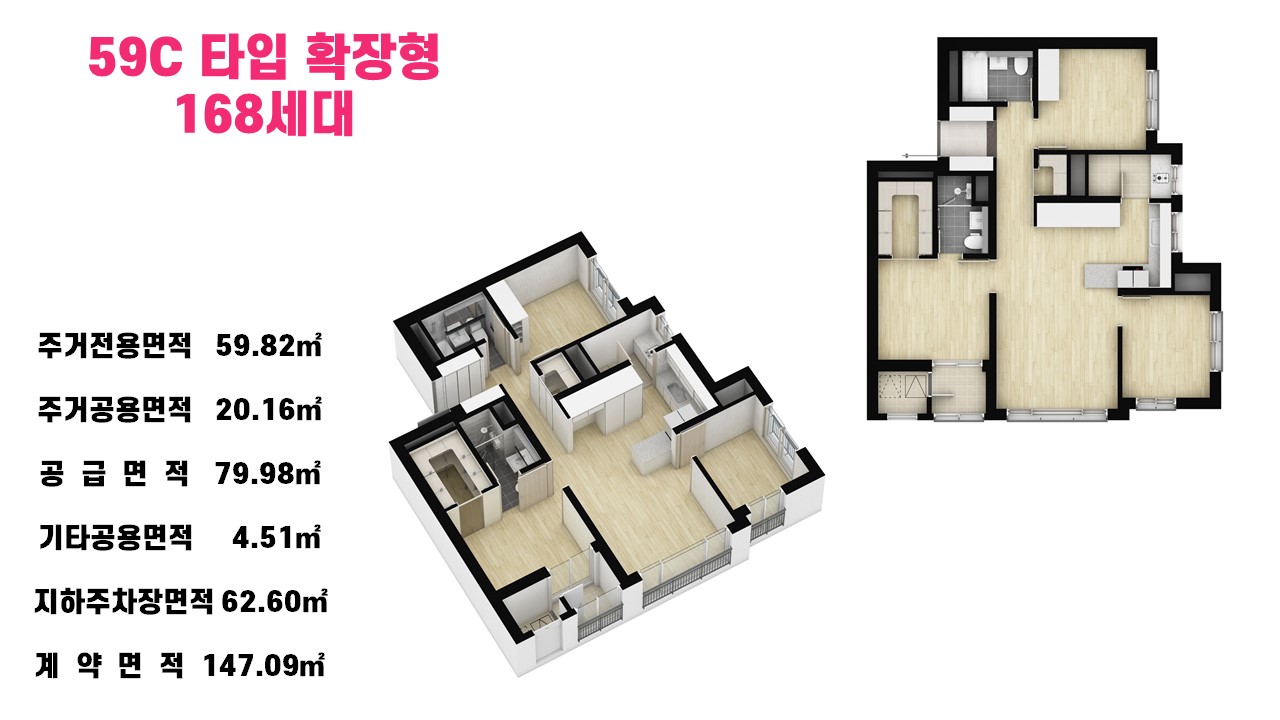 59C 타입 확장형
168세대
주거전용면적 59.82㎡
주거공용면적 20.16㎡
공 급 면 적 79.98㎡
기타공용면적 4.51㎡
지하주차장면적 62.60㎡
계 약 면 적 147.09㎡